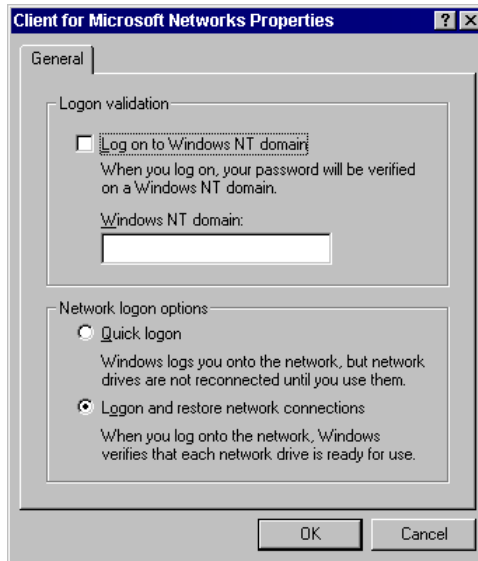 Client for Microsoft Networks Properties
General
Logon validation
Log on to Windows NT domain
When you log on, your password will be verified
on a Windows NT domain.
Windows NT domain:
Network logon options
Quick logon
Windows logs you onto the network, but network
drives are not reconnected until you use them.
Logon and restore network connections
When you log onto the network, Windows
verifies that each network drive is ready for use.
OK Cancel